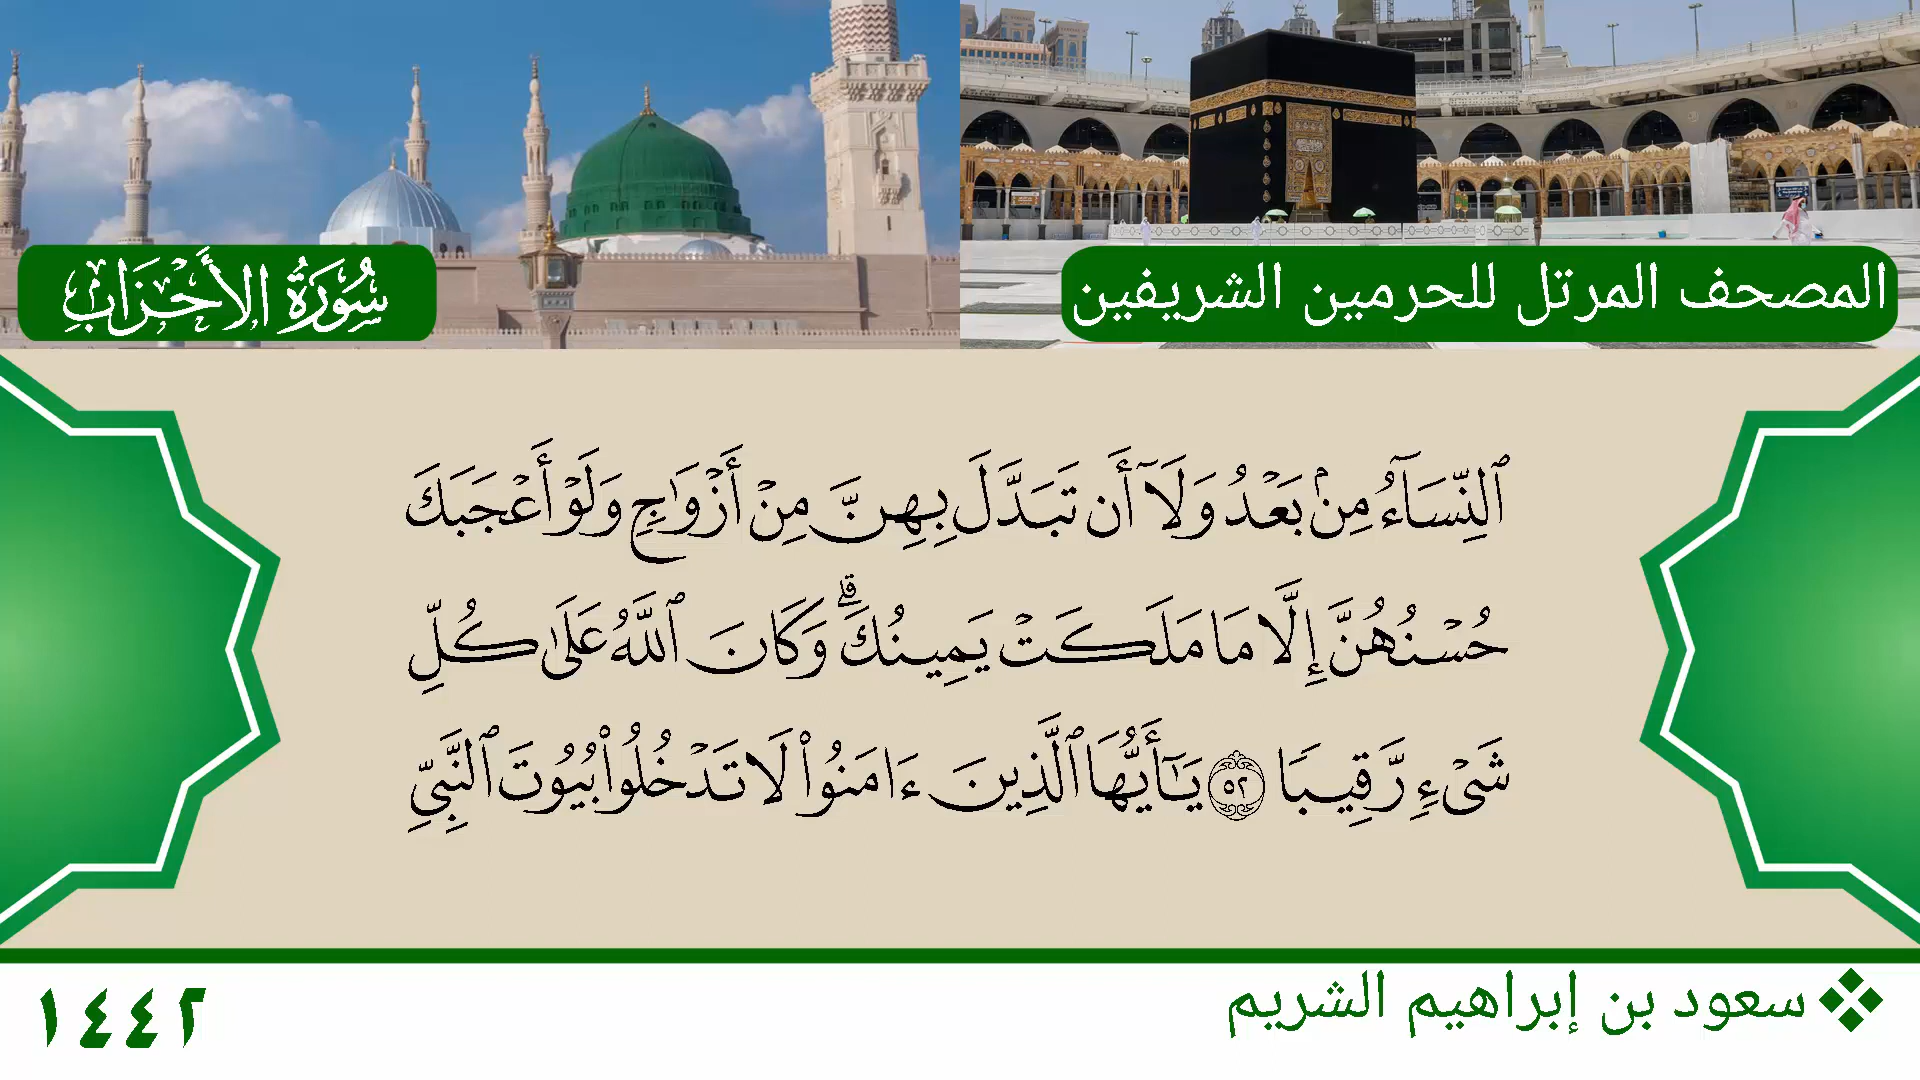 المصحف المرتل للحرمين الشريفين
سُورَةُ الأَحْزَابِ
ٱلنِّسَآءُ مِنۢ بَعْدُ وَلَآ أَن تَبَدَّلَ بِهِنَّ مِنْ أَزْوَٰجٍ وَلَوْ أَعْجَبَكَ
حُسْنُهُنَّ إِلَّا مَا مَلَكَتْ يَمِينُكَ ۗ وَكَانَ ٱللَّهُ عَلَىٰ كُلِّ
شَىْءٍ رَّقِيبًا ۝٥٢ يَٰٓأَيُّهَا ٱلَّذِينَ ءَامَنُوا۟ لَا تَدْخُلُوا۟ بُيُوتَ ٱلنَّبِىِّ
سعود بن إبراهيم الشريم
١٤٤٢